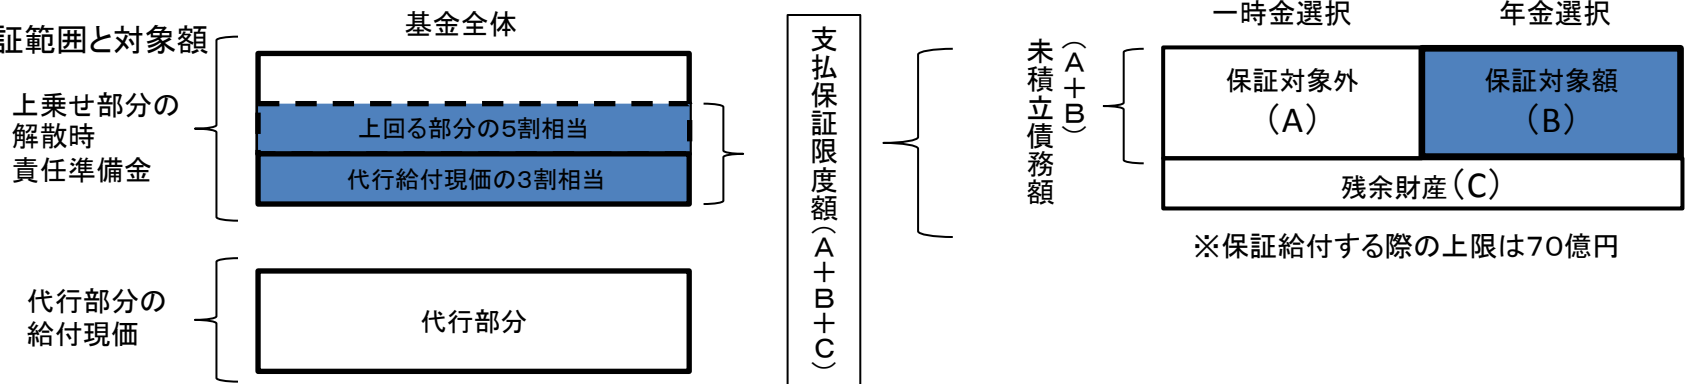 証範囲と対象額
基金全体
上乗せ部分の
解散時
責任準備金
上回る部分の5割相当
代行給付現価の3割相当
代行部分の
給付現価
代行部分
支払保証限度額(A+B+C)
未積立債務額
(A+B)
一時金選択
年金選択
保証対象外
(A)
保証対象額
(B)
残余財産(C)
※保証給付する際の上限は70億円